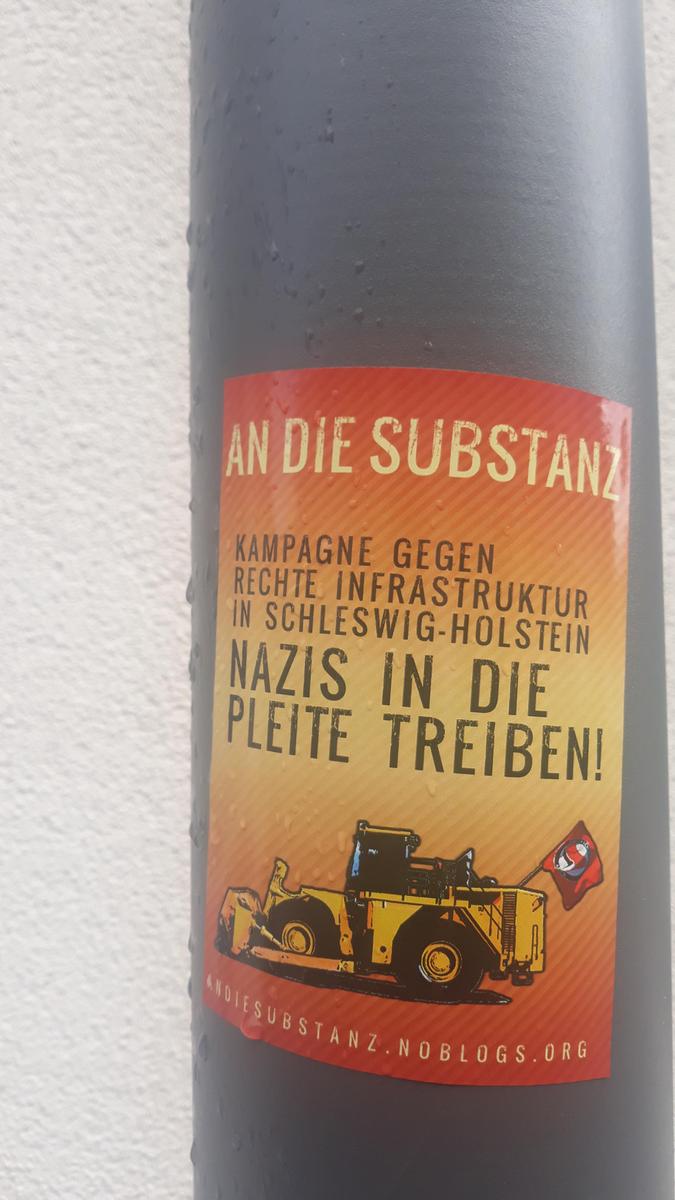 AN DIE SUBSTANZ
KAMPAGNE GEGEN
RECHTE INFRASTRUKTUR
IN SCHLESWIG-HOLSTEIN
NAZIS IN DIE
PLEITE TREIBEN!
ANDIESUBSTANZ.NOBLOGS.ORG